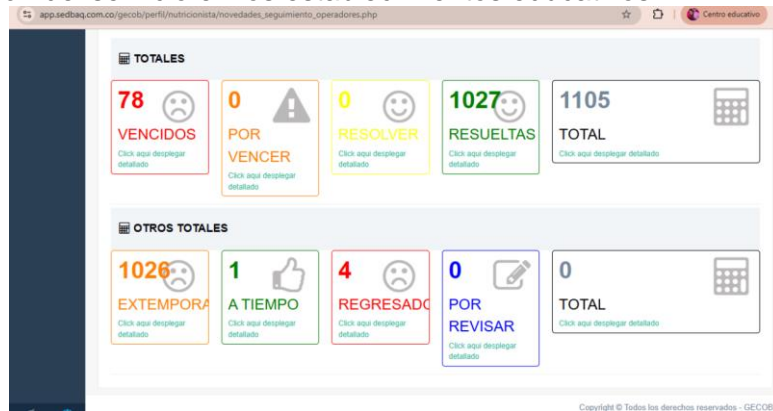 app.sedbaq.com.co/gecob/perfil/nutricionista/novedades_seguimiento_operadores.php
Centro educativo
TOTALES
78
VENCIDOS
Click aqui desplegar
detallado
0
POR
VENCER
Click aqui desplegar
detallado
0
RESOLVER
Click aqui desplegar
detallado
1027
RESUELTAS
Click aqui desplegar
detallado
1105
TOTAL
Click aqui desplegar detallado
OTROS TOTALES
1026
EXTEMPORA
Click aqui desplegar
detallado
1
A TIEMPO
Click aqui desplegar
detallado
4
REGRESADO
Click aqui desplegar
detallado
0
POR
REVISAR
Click aqui desplegar
detallado
0
TOTAL
Click aqui desplegar detallado
Copyright © Todos los derechos reservados - GECOB